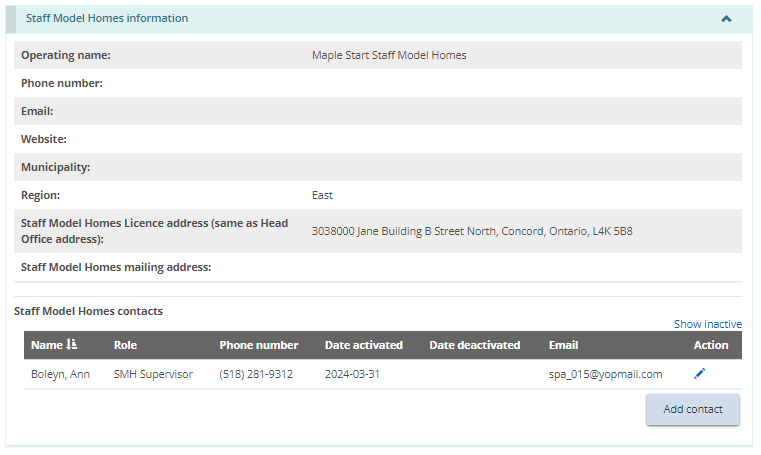 Staff Model Homes information
Operating name: Maple Start Staff Model Homes
Phone number:
Email:
Website:
Municipality:
Region: East
Staff Model Homes Licence address (same as Head
Office address): 3038000 Jane Building B Street North, Concord, Ontario, L4K 5B8
Staff Model Homes mailing address:
Staff Model Homes contacts
Show inactive
Name Role Phone number Date activated Date deactivated Email Action
Boleyn, Ann SMH Supervisor (518) 281-9312 2024-03-31 spa_015@yopmail.com
Add contact